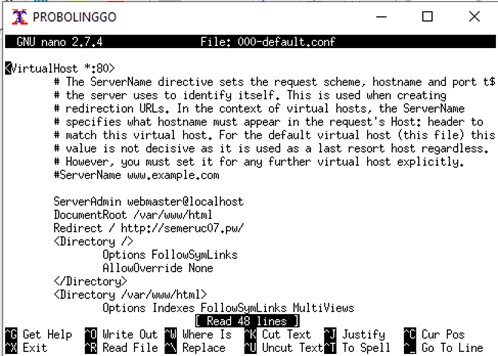 PROBOLINGGO
GNU nano 2.7.4 File: 000-default.conf
<VirtualHost *:80>
# The ServerName directive sets the request scheme, hostname and port t$
# the server uses to identify itself. This is used when creating
# redirection URLs. In the context of virtual hosts, the ServerName
# specifies what hostname must appear in the request's Host: header to
# match this virtual host. For the default virtual host (this file) this
# value is not decisive as it is used as a last resort host regardless.
# However, you must set it for any further virtual host explicitly.
#ServerName www.example.com
ServerAdmin webmaster@localhost
DocumentRoot /var/www/html
Redirect / http://semeruc07.pw/
<Directory />
Options FollowSymLinks
AllowOverride None
</Directory>
<Directory /var/www/html>
Options Indexes FollowSymLinks MultiViews
[ Read 48 lines ]
^G Get Help ^O Write Out ^W Where Is ^K Cut Text ^J Justify ^C Cur Pos
^X Exit ^R Read File ^\ Replace ^U Uncut Text ^T To Spell ^_ Go To Line